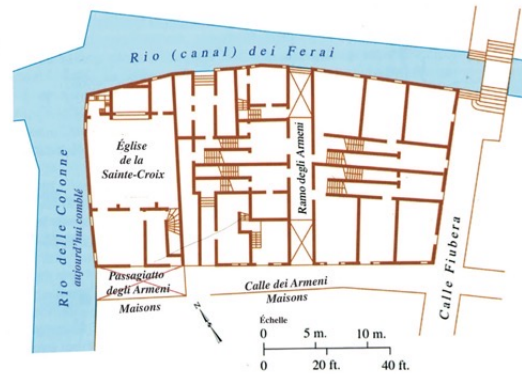 Rio (canal) dei Ferai
Rio delle Colonne
aujourd'hui comblé
Église
de la
Sainte-Croix
Ramo degli Armeni
Calle Fiubera
Passagiatto
degli Armeni
Maisons
Calle dei Armeni
Maisons
N
Échelle
0 5 m. 10 m.
0 20 ft. 40 ft.